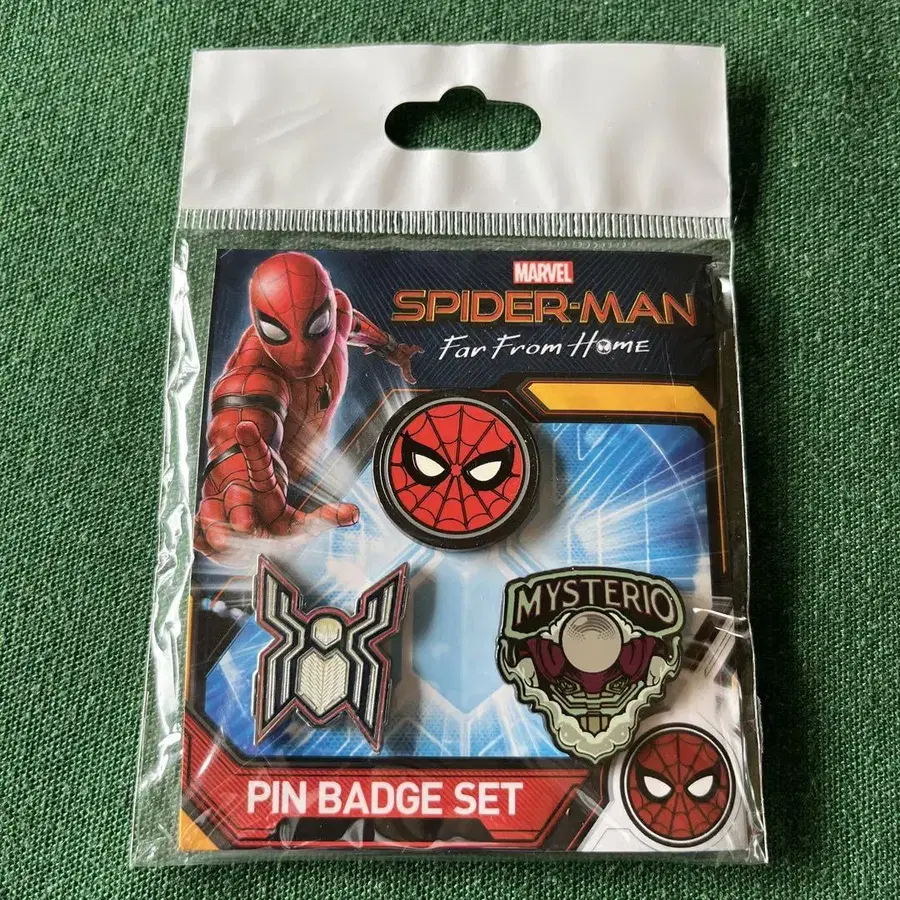 MARVEL
SPIDER-MAN
Far From Home
MYSTERIO
PIN BADGE SET